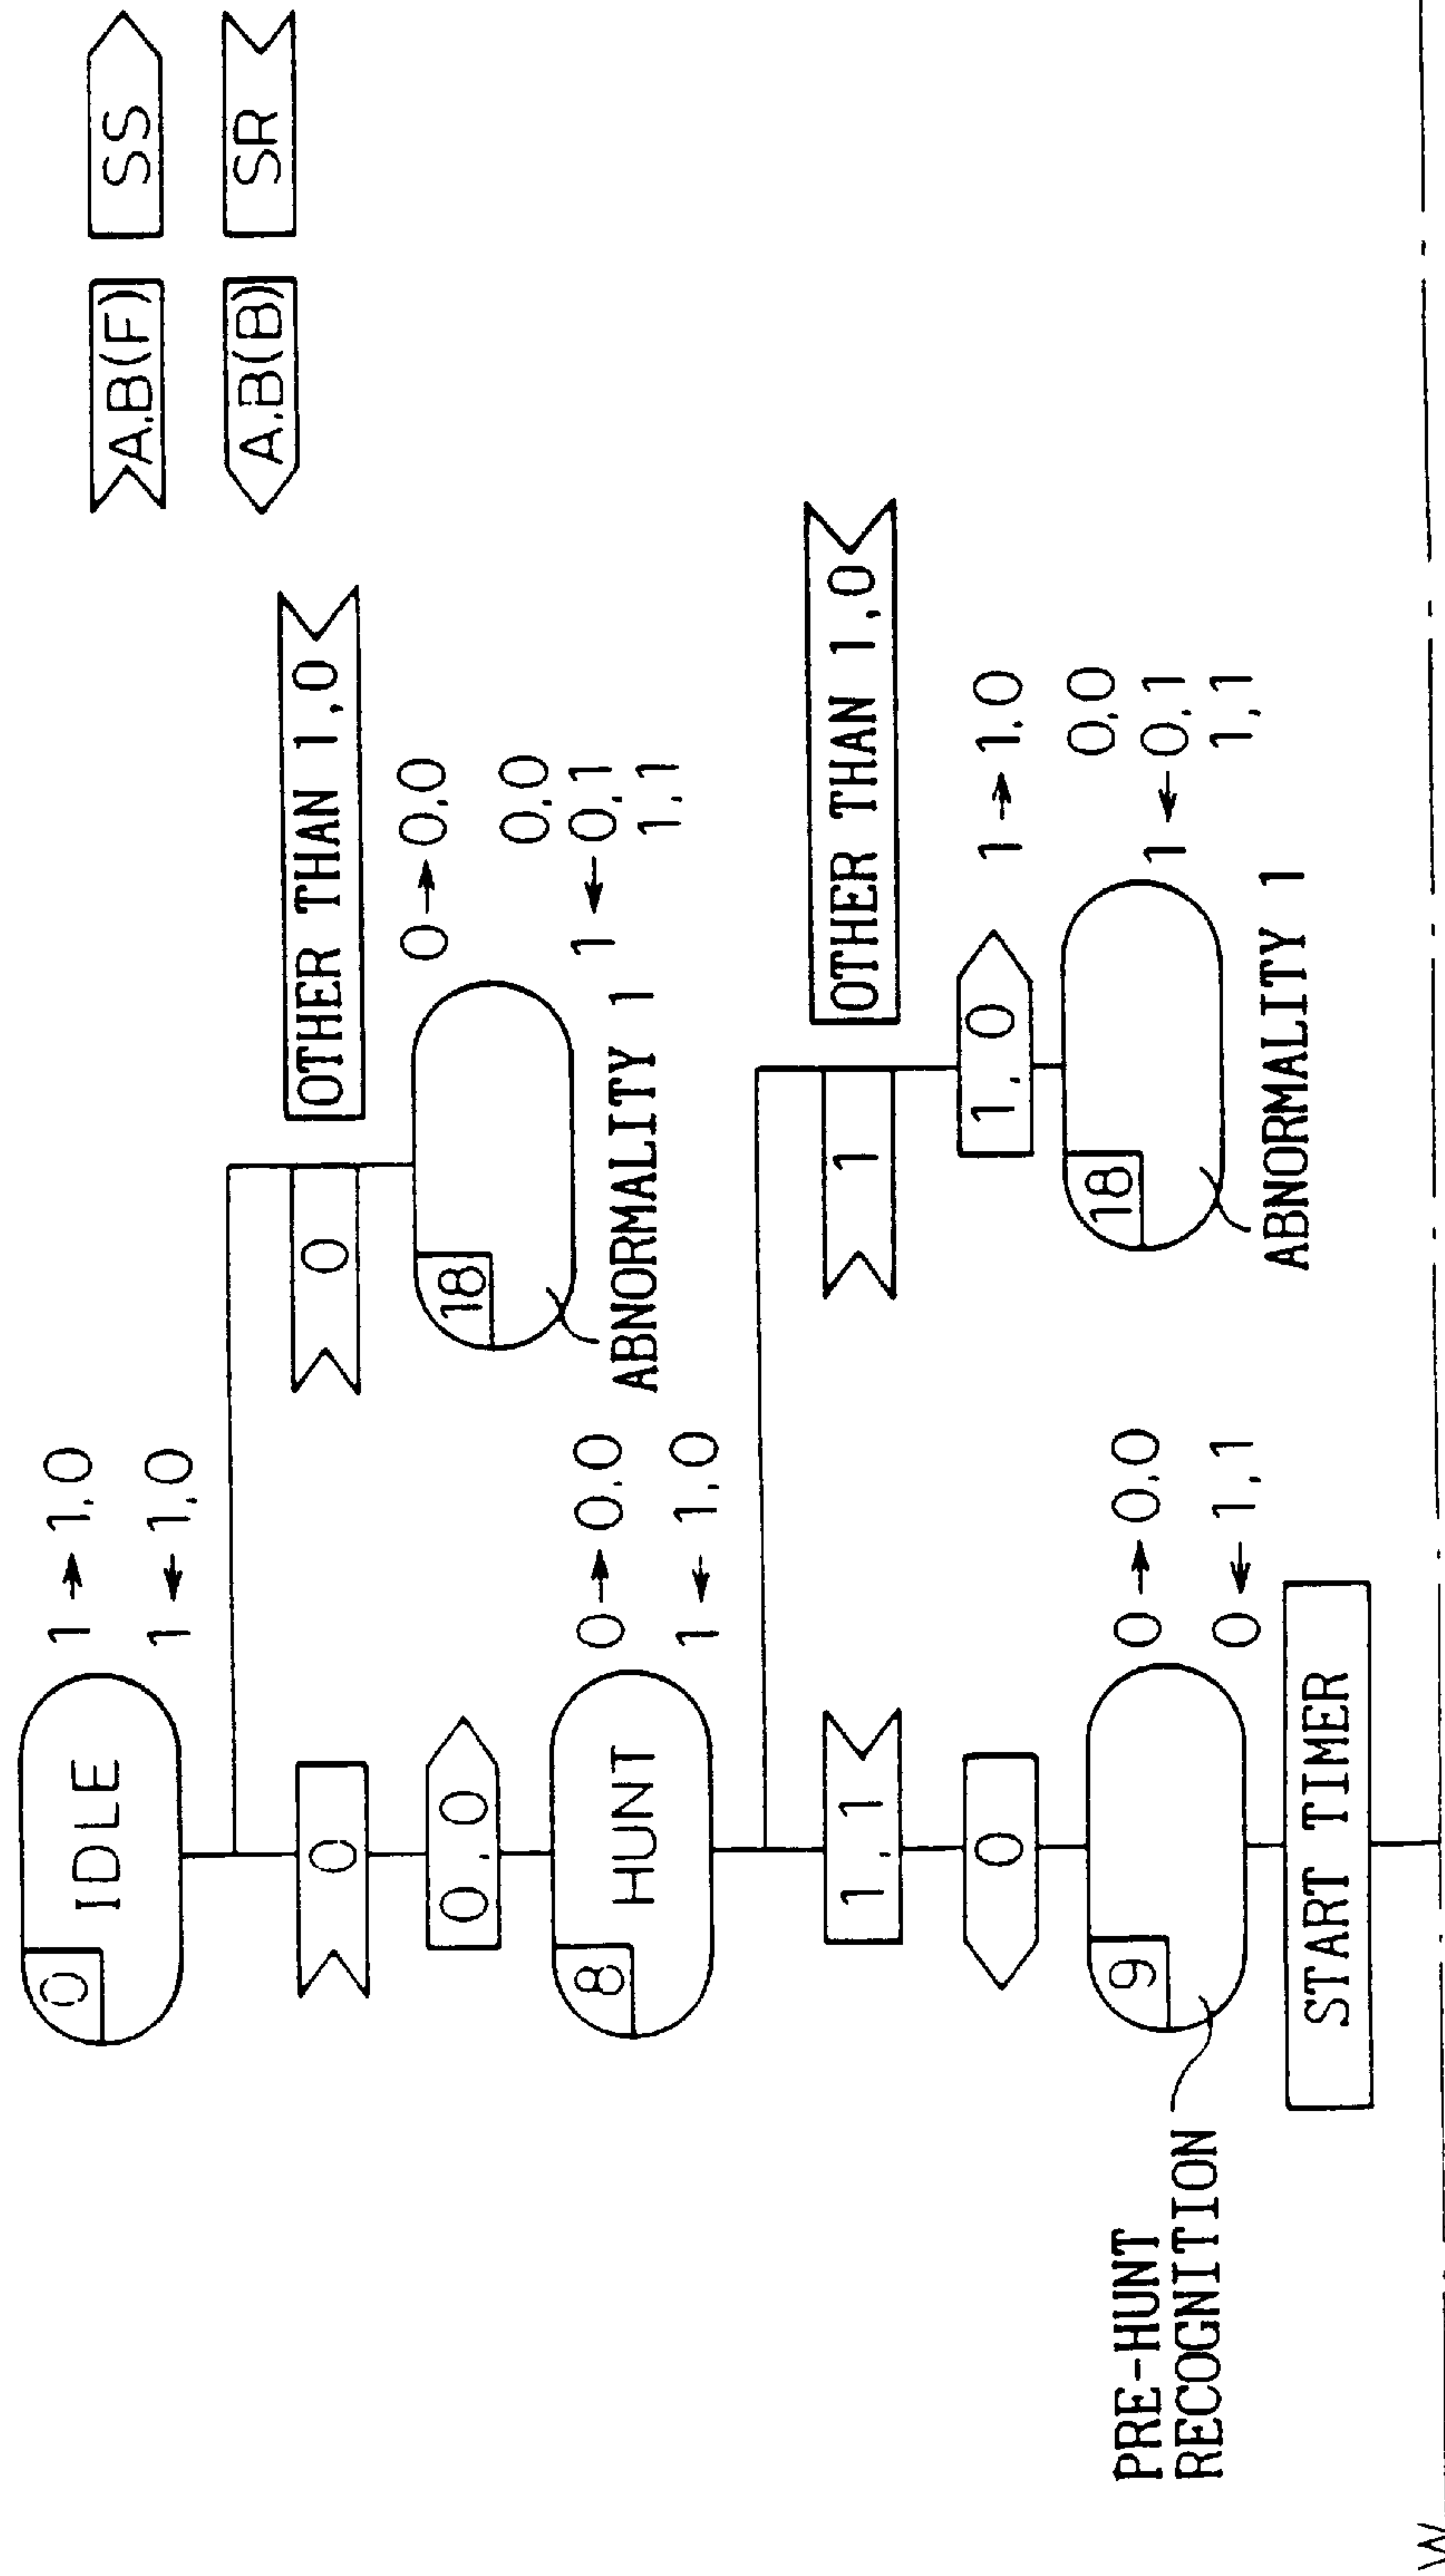 A.B(F) SS
A.B(B) SR
0 IDLE
1 → 1,0
1 ← 1,0
0
0
OTHER THAN 1,0
0,0
18
0 → 0,0
0,0
1 ← 0,1
1,1
ABNORMALITY 1
8 HUNT
0 → 0.0
1 ← 1,0
1,1
1
OTHER THAN 1,0
0
1,0
1 → 1,0
18
0,0
1 ← 0,1
1,1
ABNORMALITY 1
9
0 → 0.0
0 ← 1,1
PRE-HUNT
RECOGNITION
START TIMER
W